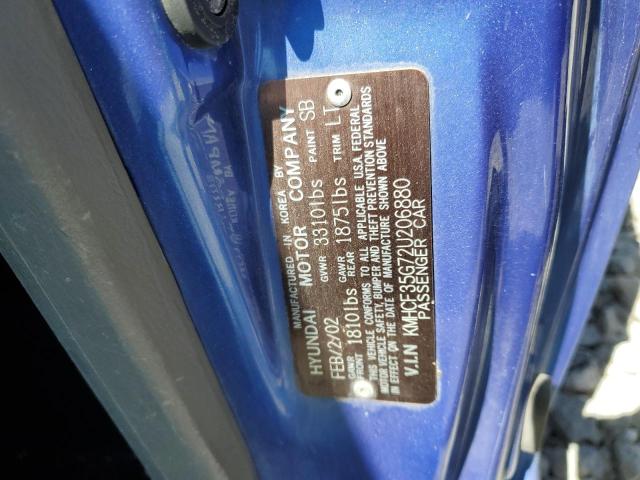 MANUFACTURED IN KOREA BY
HYUNDAI MOTOR COMPANY
FEB/2/02 GVWR 3310lbs PAINT SB
GAWR FRONT 1810lbs GAWR REAR 1875lbs TRIM LT
THIS VEHICLE CONFORMS TO ALL APPLICABLE U.S.A. FEDERAL
MOTOR VEHICLE SAFETY BUMPER AND THEFT PREVENTION STANDARDS
IN EFFECT ON THE DATE OF MANUFACTURE SHOWN ABOVE
V.I.N KMHCF35G72U206880
PASSENGER CAR